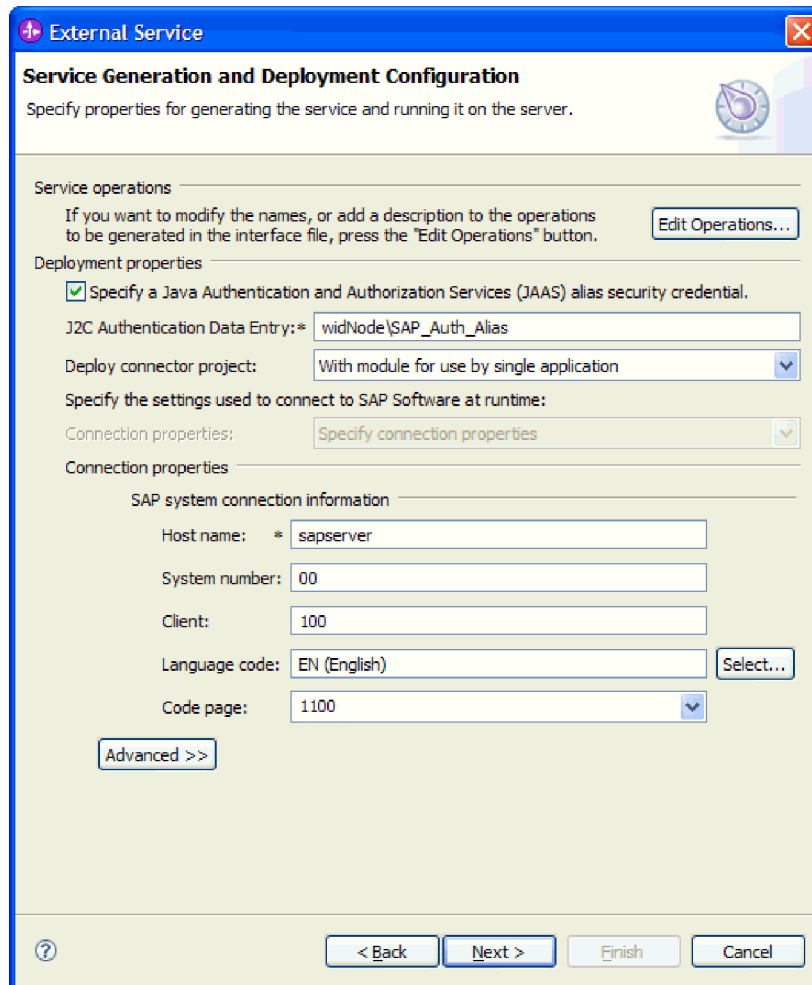 External Service
Service Generation and Deployment Configuration
Specify properties for generating the service and running it on the server.
Service operations
If you want to modify the names, or add a description to the operations
to be generated in the interface file, press the "Edit Operations" button.
Edit Operations...
Deployment properties
Specify a Java Authentication and Authorization Services (JAAS) alias security credential.
J2C Authentication Data Entry:* widNode\SAP_Auth_Alias
Deploy connector project: With module for use by single application
Specify the settings used to connect to SAP Software at runtime:
Connection properties: Specify connection properties
Connection properties
SAP system connection information
Host name: * sapserver
System number: 00
Client: 100
Language code: EN (English) Select...
Code page: 1100
Advanced >>
? < Back Next > Finish Cancel